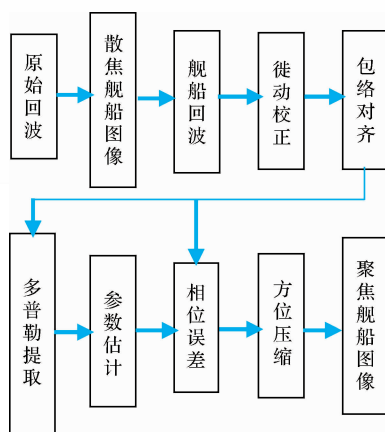 原始回波
散焦舰船图像
舰船回波
徙动校正
包络对齐
多普勒提取
参数估计
相位误差
方位压缩
聚焦舰船图像